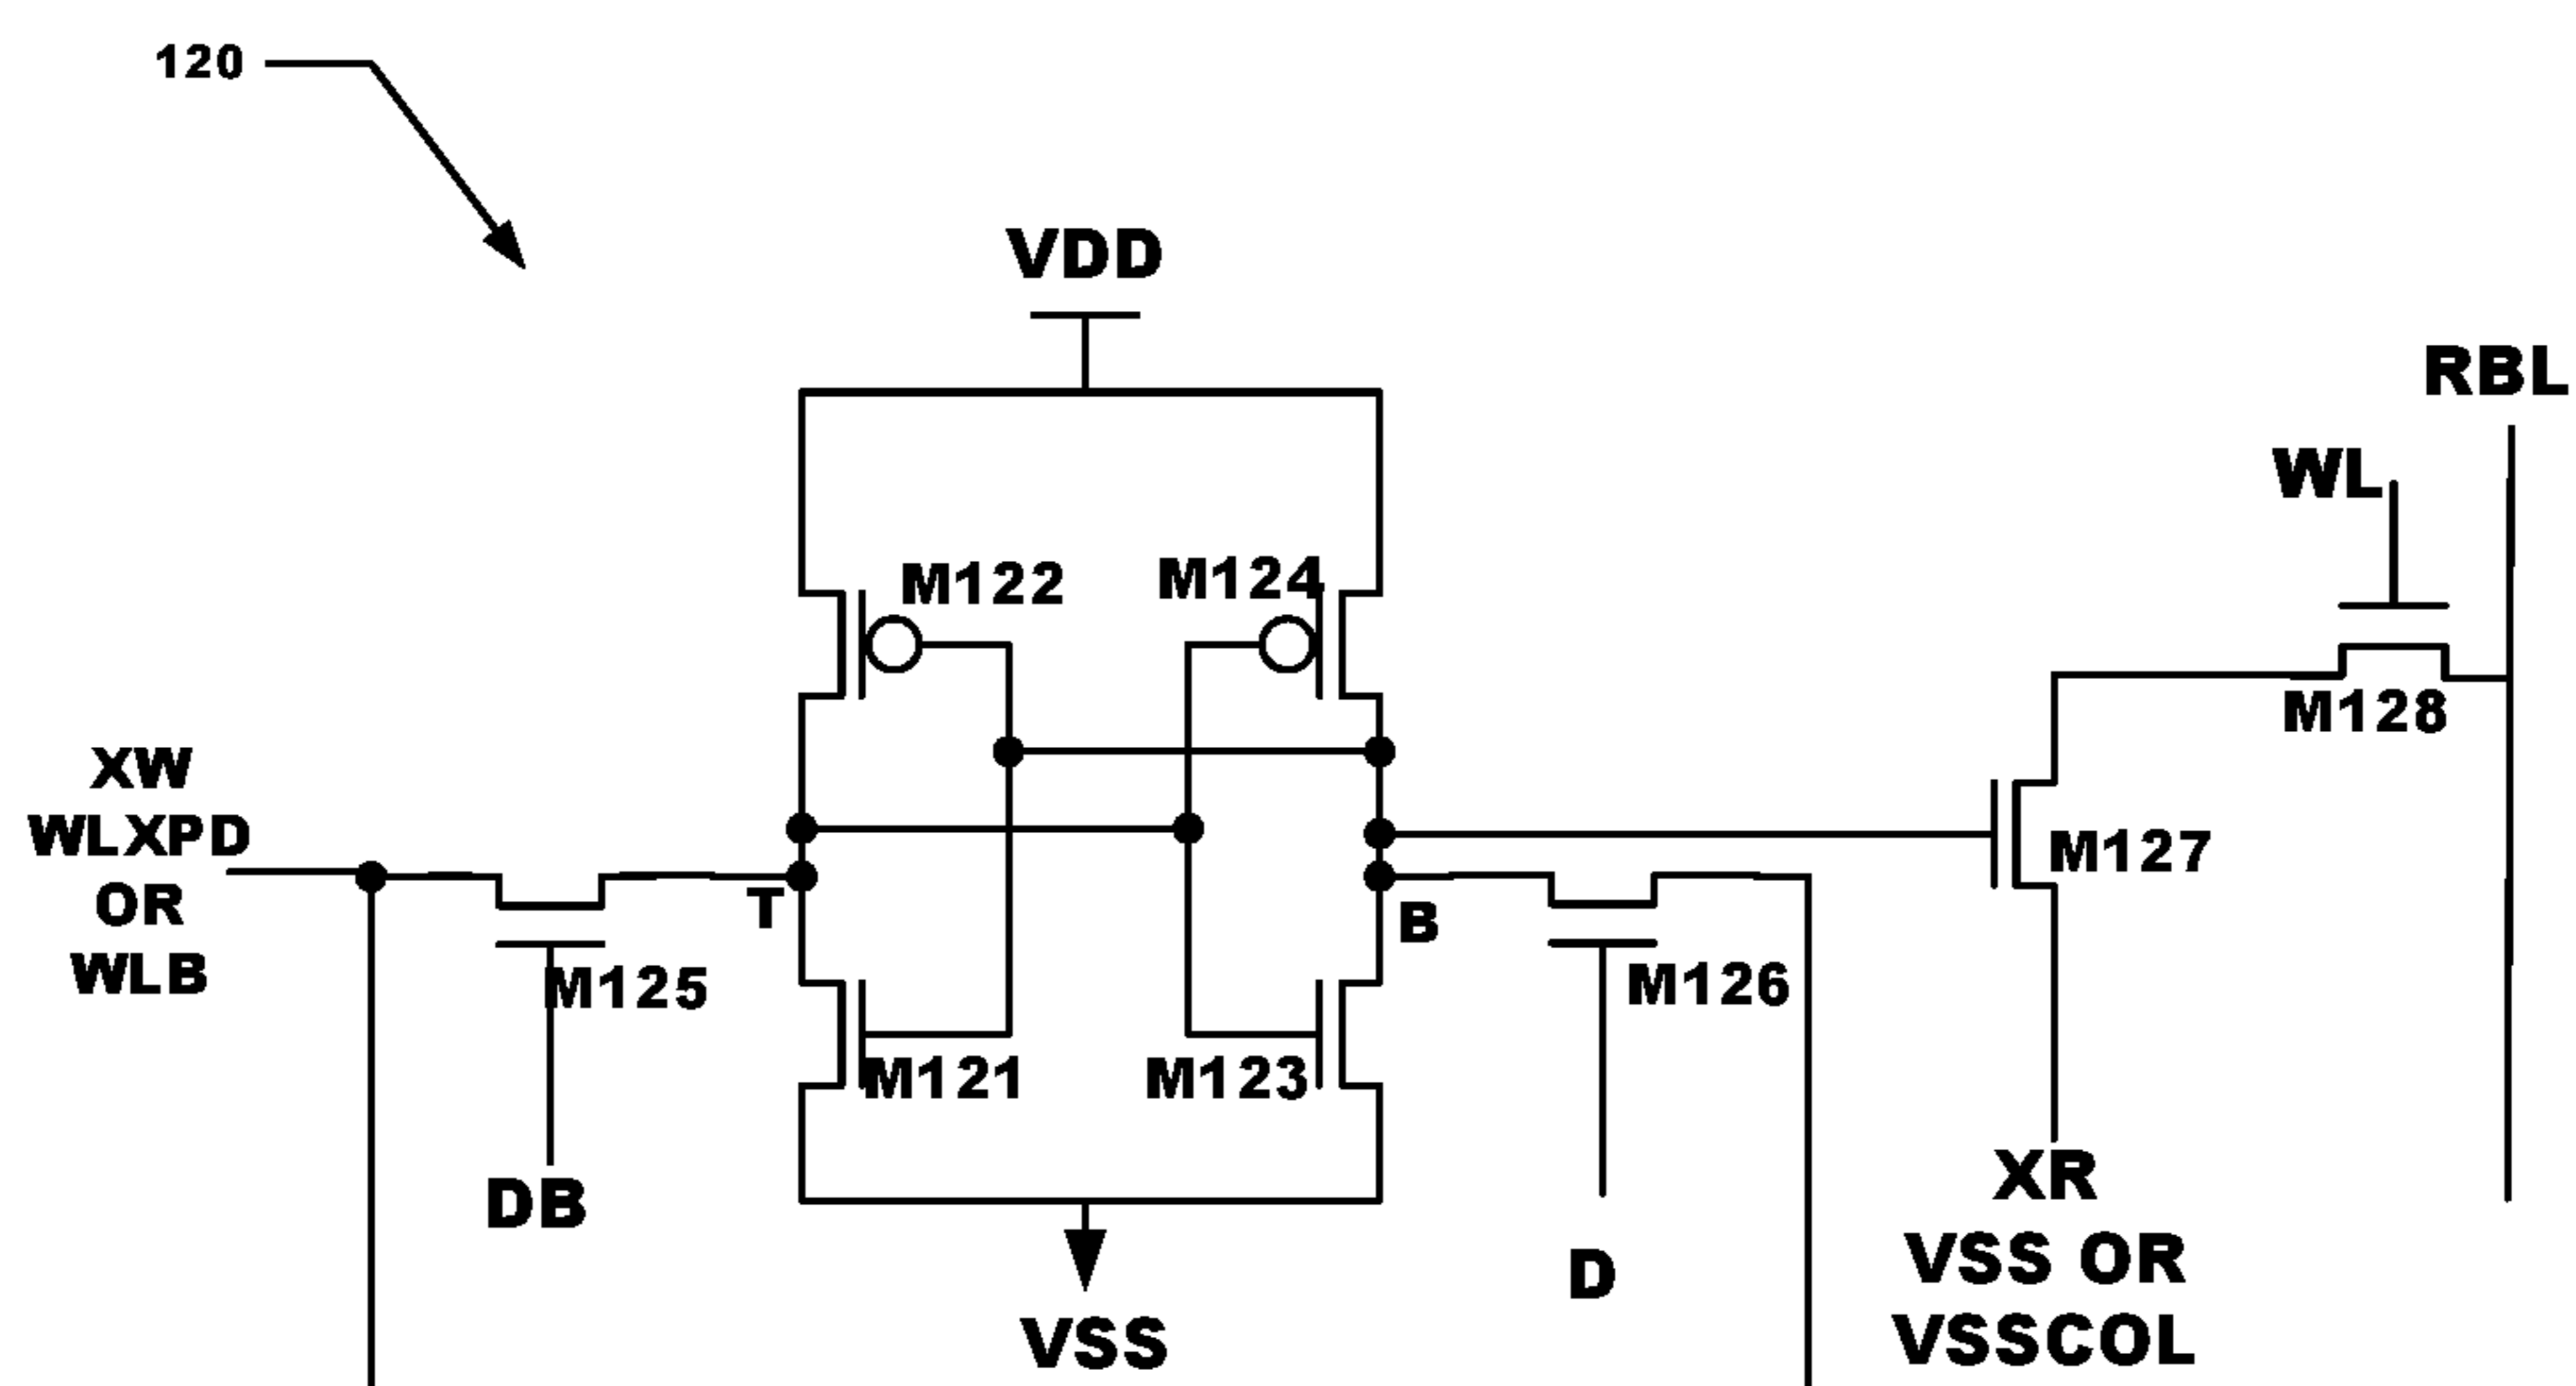 120
VDD
RBL
WL
M122
M124
M128
XW
WLXPD
OR
WLB
T
B
M127
M125
M126
M121
M123
DB
D
XR
VSS OR
VSSCOL
VSS